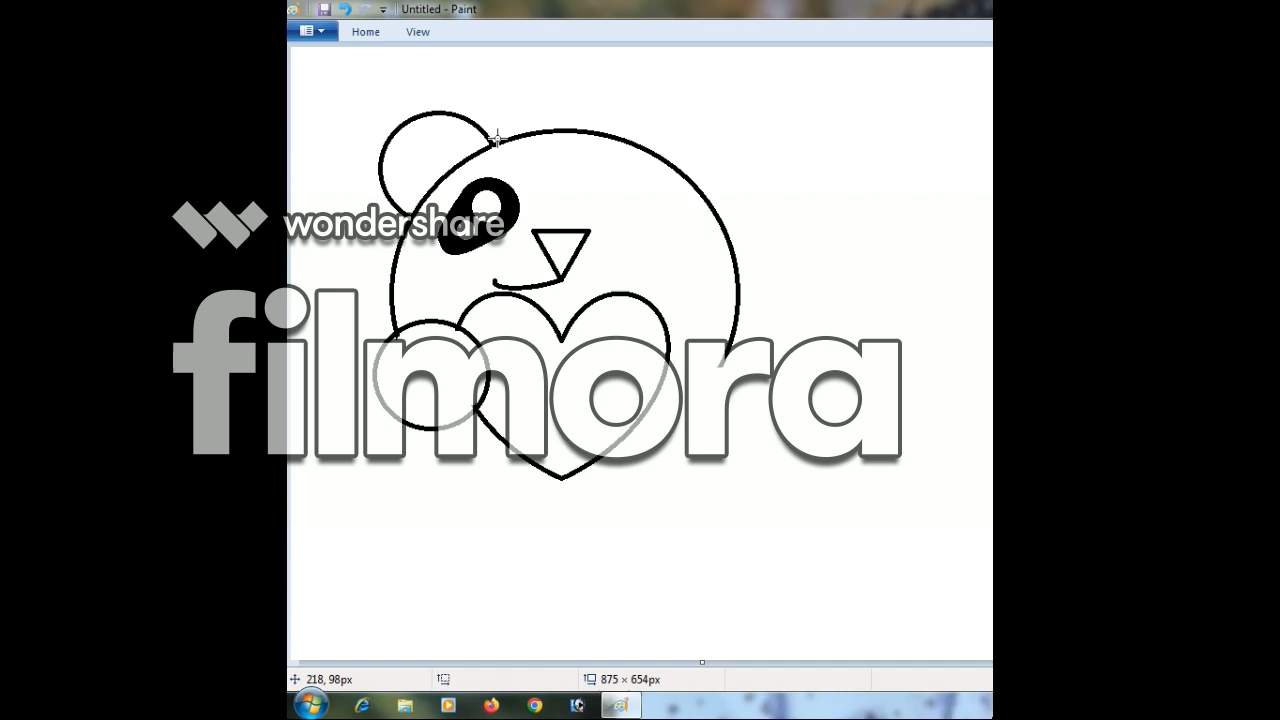 Untitled - Paint
Home View
wondershare
filmora
218, 98px
875 × 654px